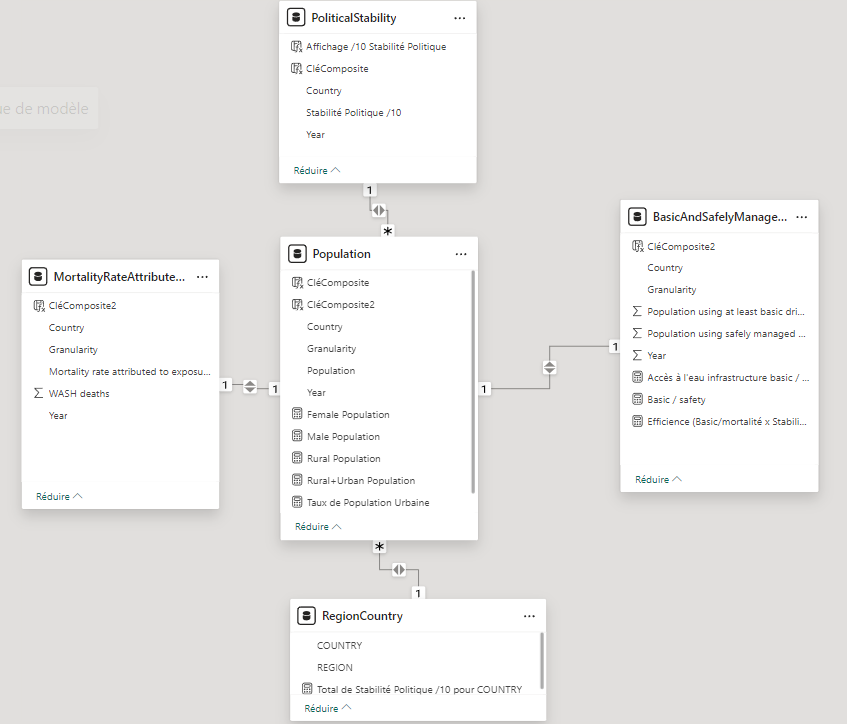 PoliticalStability
Affichage /10 Stabilité Politique
CléComposite
Country
Stabilité Politique /10
Year
Réduire
ue de modèle
1
*
MortalityRateAttribute...
CléComposite2
Country
Granularity
Mortality rate attributed to exposu...
WASH deaths
Year
Réduire
1
1
Population
CléComposite
CléComposite2
Country
Granularity
Population
Year
Female Population
Male Population
Rural Population
Rural+Urban Population
Taux de Population Urbaine
Réduire
1
1
BasicAndSafelyManage...
CléComposite2
Country
Granularity
Population using at least basic dri...
Population using safely managed ...
Year
Accès à l'eau infrastructure basic / ...
Basic / safety
Efficience (Basic/mortalité x Stabili...
Réduire
*
1
RegionCountry
COUNTRY
REGION
Total de Stabilité Politique /10 pour COUNTRY
Réduire